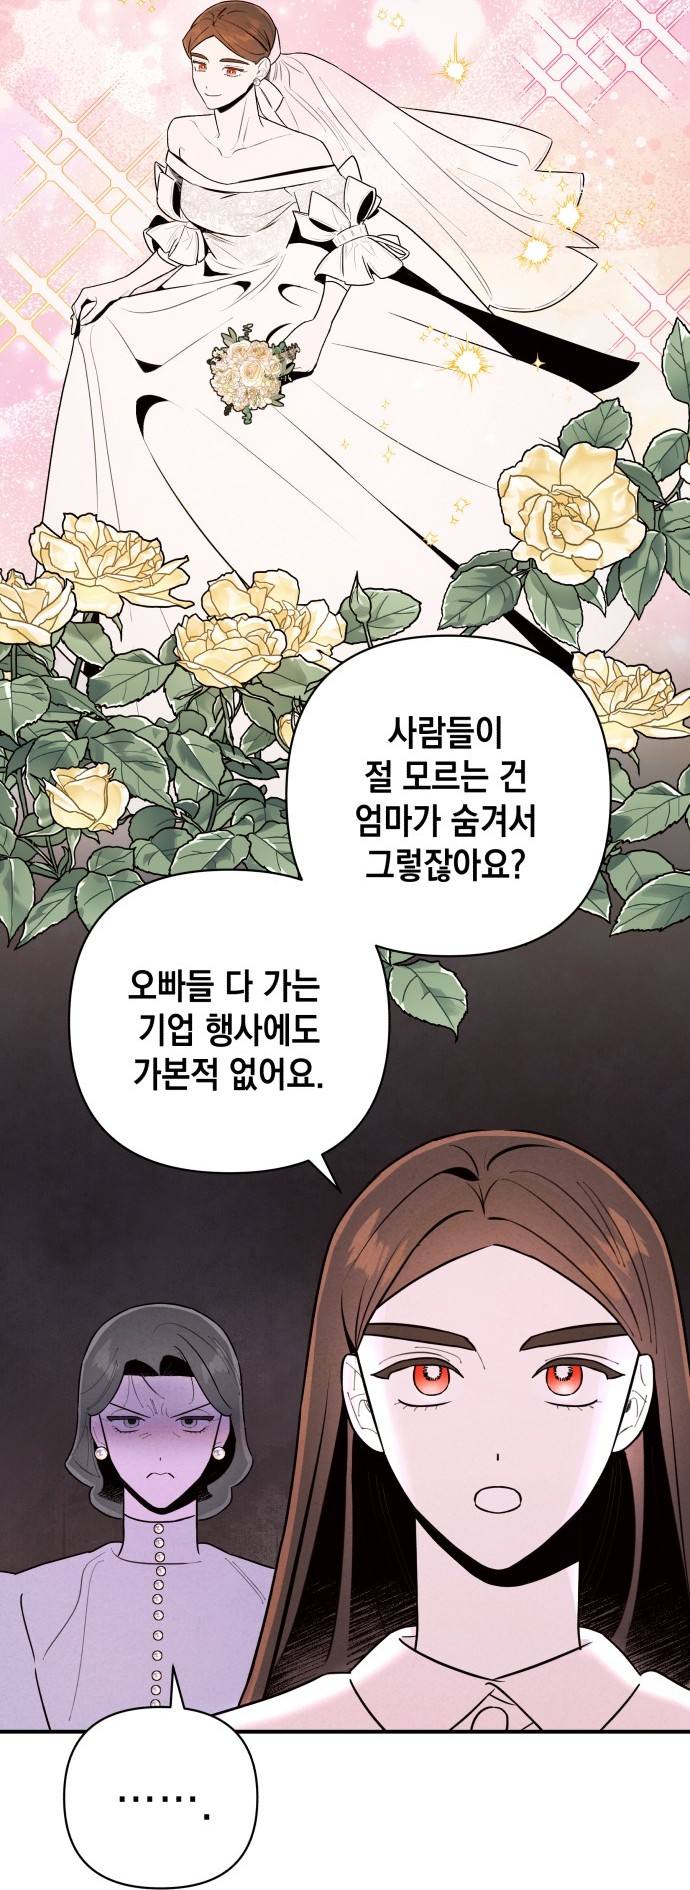 사람들이
절 모르는 건
엄마가 숨겨서
그렇잖아요?
오빠들 다 가는
기업 행사에도
가본적 없어요.
…….